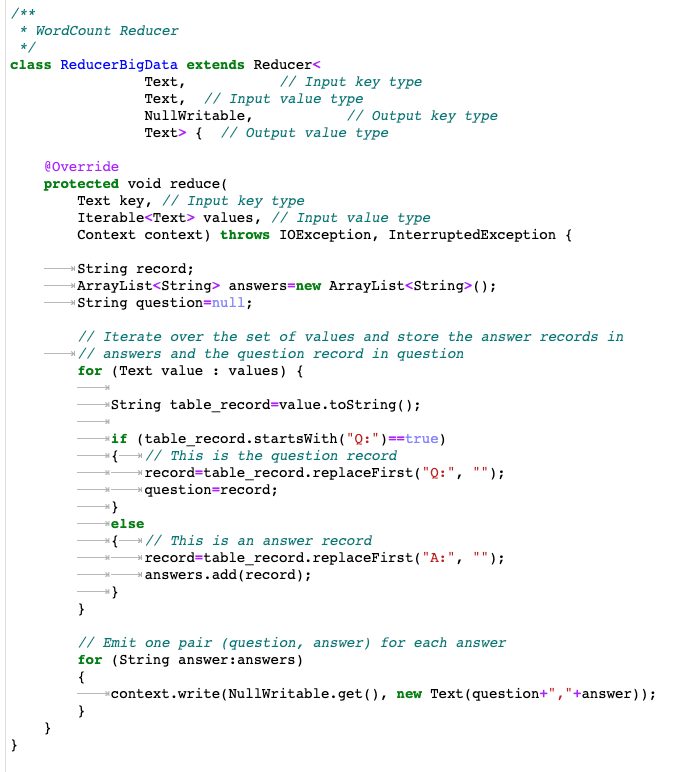 /**
 * WordCount Reducer
 */
class ReducerBigData extends Reducer<
                Text,           // Input key type
                Text,  // Input value type
                NullWritable,           // Output key type
                Text> {  // Output value type

    @Override
    protected void reduce(
        Text key, // Input key type
        Iterable<Text> values, // Input value type
        Context context) throws IOException, InterruptedException {

        String record;
        ArrayList<String> answers=new ArrayList<String>();
        String question=null;

        // Iterate over the set of values and store the answer records in
        // answers and the question record in question
        for (Text value : values) {

            String table_record=value.toString();

            if (table_record.startsWith("Q:")==true)
            {   // This is the question record
                record=table_record.replaceFirst("Q:", "");
                question=record;
            }
            else
            {   // This is an answer record
                record=table_record.replaceFirst("A:", "");
                answers.add(record);
            }
        }

        // Emit one pair (question, answer) for each answer
        for (String answer:answers)
        {
            context.write(NullWritable.get(), new Text(question+","+answer));
        }
    }
}